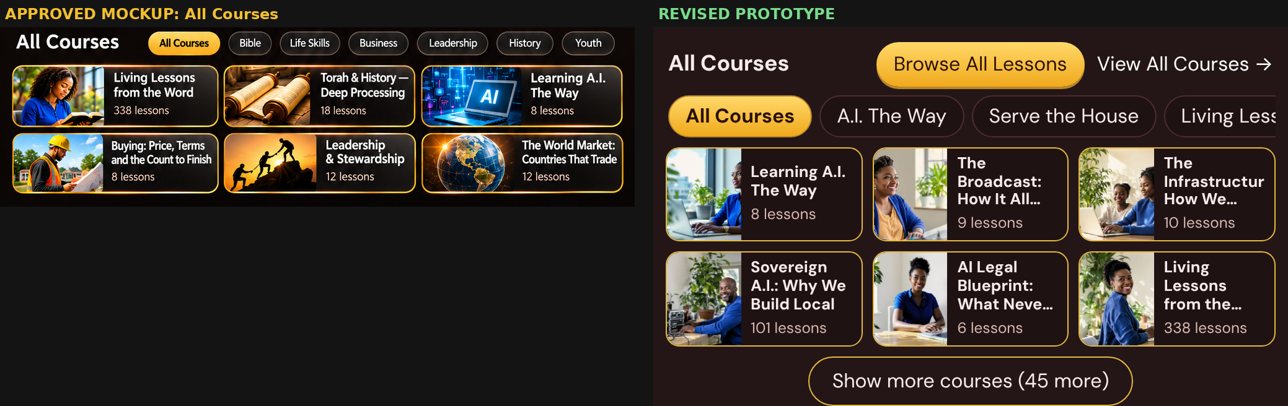 APPROVED MOCKUP: All Courses
All Courses
All Courses
Bible
Life Skills
Business
Leadership
History
Youth
Living Lessons
from the Word
338 lessons
Torah & History —
Deep Processing
18 lessons
AI
Learning A.I.
The Way
8 lessons
Buying: Price, Terms
and the Count to Finish
8 lessons
Leadership
& Stewardship
12 lessons
The World Market:
Countries That Trade
12 lessons
REVISED PROTOTYPE
All Courses
Browse All Lessons
View All Courses →
All Courses
A.I. The Way
Serve the House
Living Less
Learning A.I.
The Way
8 lessons
The
Broadcast:
How It All...
9 lessons
The
Infrastructur
How We...
10 lessons
Sovereign
A.I.: Why We
Build Local
101 lessons
AI Legal
Blueprint:
What Neve...
6 lessons
Living
Lessons
from the...
338 lessons
Show more courses (45 more)